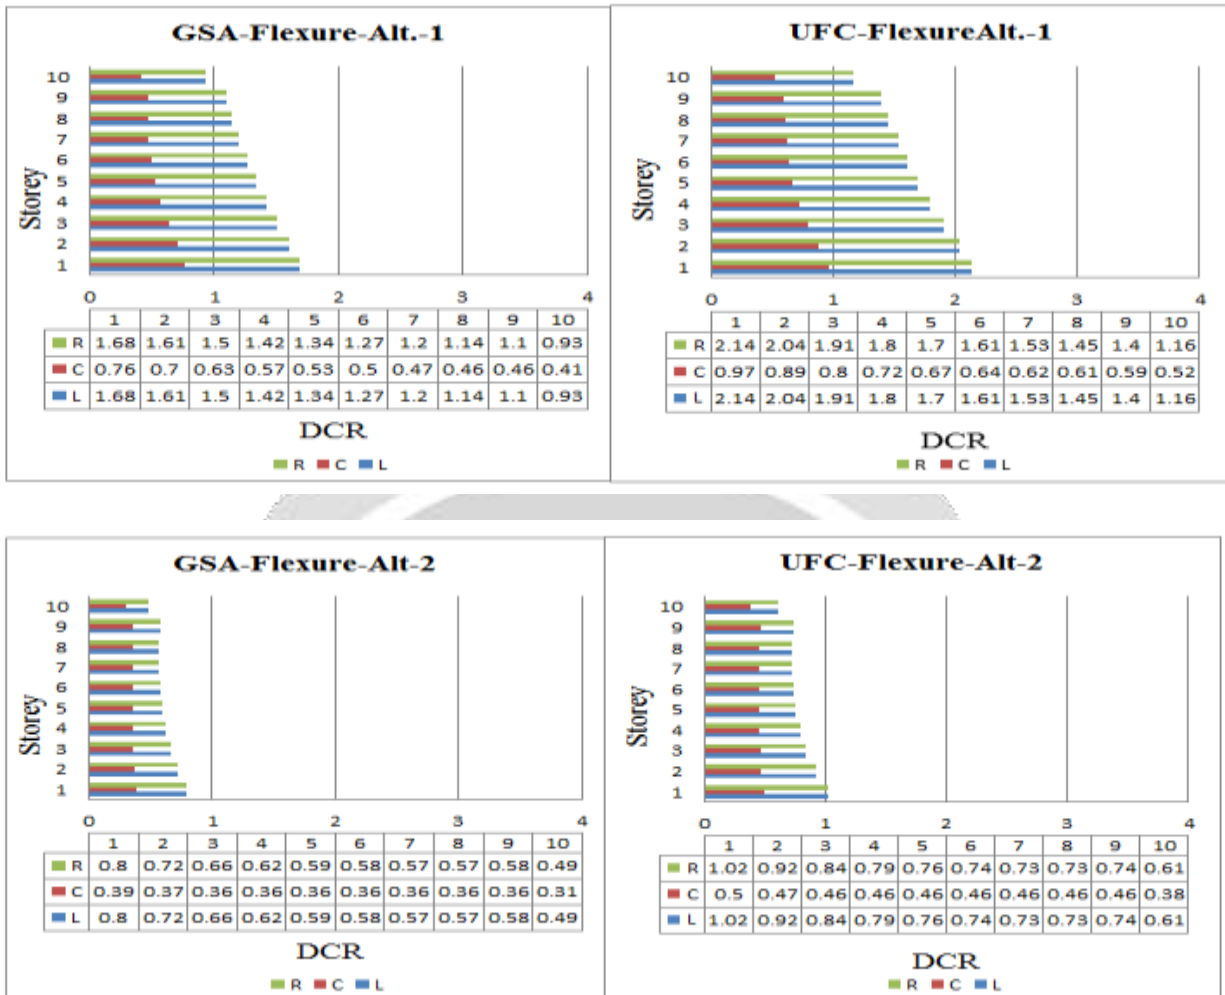 GSA-Flexure-Alt.-1
Storey
10
9
8
7
6
5
4
3
2
1
0 1 2 3 4
1 2 3 4 5 6 7 8 9 10
R 1.68 1.61 1.5 1.42 1.34 1.27 1.2 1.14 1.1 0.93
C 0.76 0.7 0.63 0.57 0.53 0.5 0.47 0.46 0.46 0.41
L 1.68 1.61 1.5 1.42 1.34 1.27 1.2 1.14 1.1 0.93
DCR
R C L
UFC-FlexureAlt.-1
Storey
10
9
8
7
6
5
4
3
2
1
0 1 2 3 4
1 2 3 4 5 6 7 8 9 10
R 2.14 2.04 1.91 1.8 1.7 1.61 1.53 1.45 1.4 1.16
C 0.97 0.89 0.8 0.72 0.67 0.64 0.62 0.61 0.59 0.52
L 2.14 2.04 1.91 1.8 1.7 1.61 1.53 1.45 1.4 1.16
DCR
R C L
GSA-Flexure-Alt-2
Storey
10
9
8
7
6
5
4
3
2
1
0 1 2 3 4
1 2 3 4 5 6 7 8 9 10
R 0.8 0.72 0.66 0.62 0.59 0.58 0.57 0.57 0.58 0.49
C 0.39 0.37 0.36 0.36 0.36 0.36 0.36 0.36 0.36 0.31
L 0.8 0.72 0.66 0.62 0.59 0.58 0.57 0.57 0.58 0.49
DCR
R C L
UFC-Flexure-Alt-2
Storey
10
9
8
7
6
5
4
3
2
1
0 1 2 3 4
1 2 3 4 5 6 7 8 9 10
R 1.02 0.92 0.84 0.79 0.76 0.74 0.73 0.73 0.74 0.61
C 0.5 0.47 0.46 0.46 0.46 0.46 0.46 0.46 0.46 0.38
L 1.02 0.92 0.84 0.79 0.76 0.74 0.73 0.73 0.74 0.61
DCR
R C L